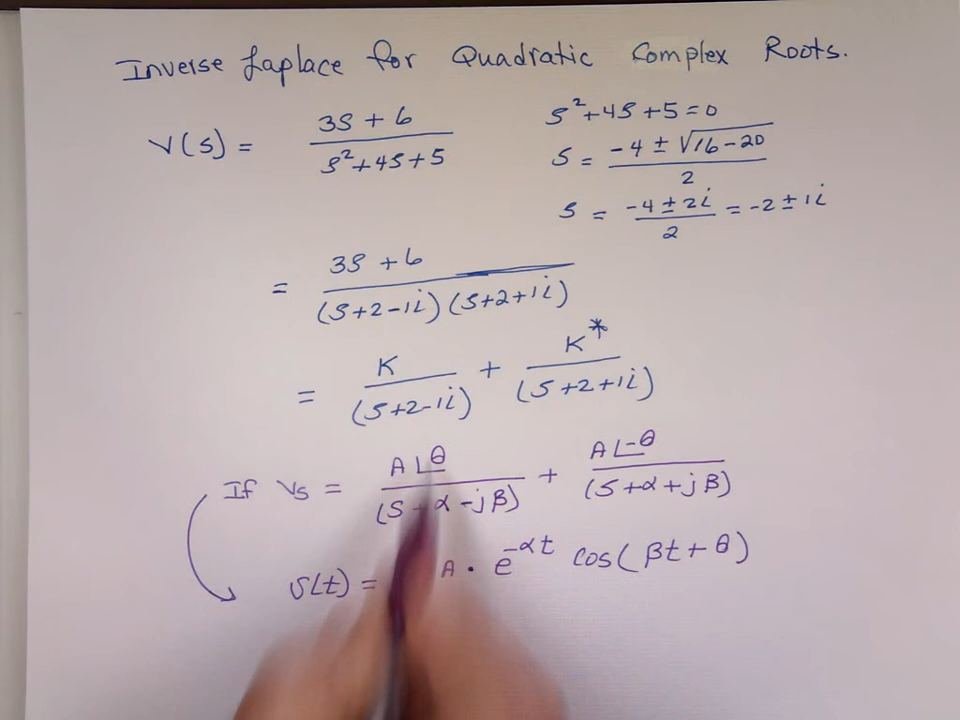 Inverse Laplace for Quadratic Complex Roots.
V(s) = (3s + 6) / (s² + 4s + 5)
s² + 4s + 5 = 0
s = (-4 ± √16 - 20) / 2
s = (-4 ± 2i) / 2 = -2 ± 1i
= (3s + 6) / (s+2-1i)(s+2+1i)
= K / (s+2-1i) + K* / (s+2+1i)
If Vs = A∠θ / (s + α - jβ) + A∠-θ / (s + α + jβ)
v(t) = A · e^-αt cos(βt + θ)